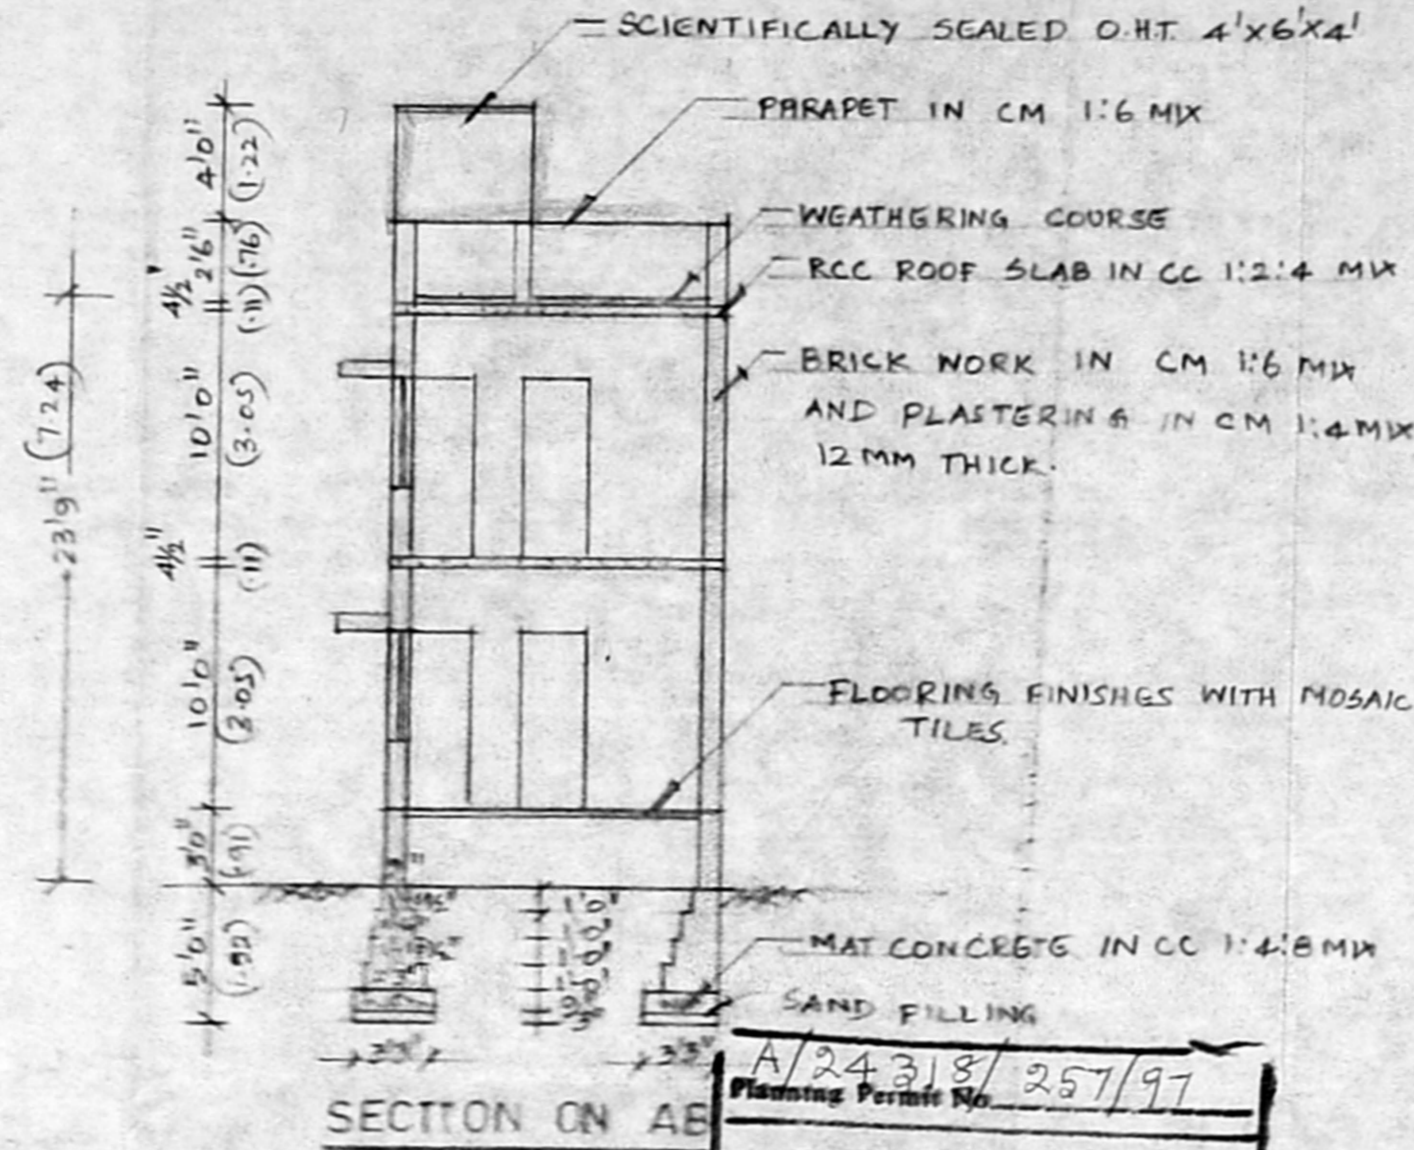 SCIENTIFICALLY SEALED O.H.T. 4'x6'x4'
PARAPET IN CM 1:6 MIX
WEATHERING COURSE
RCC ROOF SLAB IN CC 1:2:4 MIX
BRICK WORK IN CM 1:6 MIX
AND PLASTERING IN CM 1:4 MIX
12 MM THICK.
FLOORING FINISHES WITH MOSAIC
TILES.
MAT CONCRETE IN CC 1:4:8 MIX
SAND FILLING
4'0"
(1.22)
2'6"
(.76)
4½"
(.11)
10'0"
(3.05)
4½"
(.11)
10'0"
(3.05)
3'0"
(.91)
5'0"
23'9" (7.24)
3'3"
3'3"
SECTION ON AB
A/24318/257/97
Planning Permit No